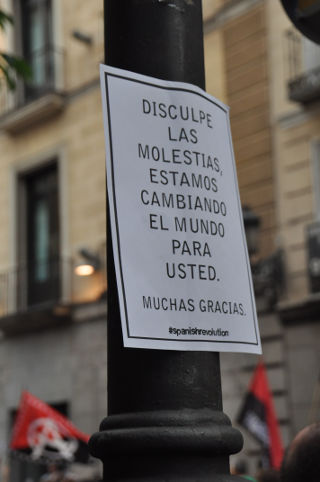 DISCULPE
LAS
MOLESTIAS,
ESTAMOS
CAMBIANDO
EL MUNDO
PARA
USTED.
MUCHAS GRACIAS.
#spanishrevolution